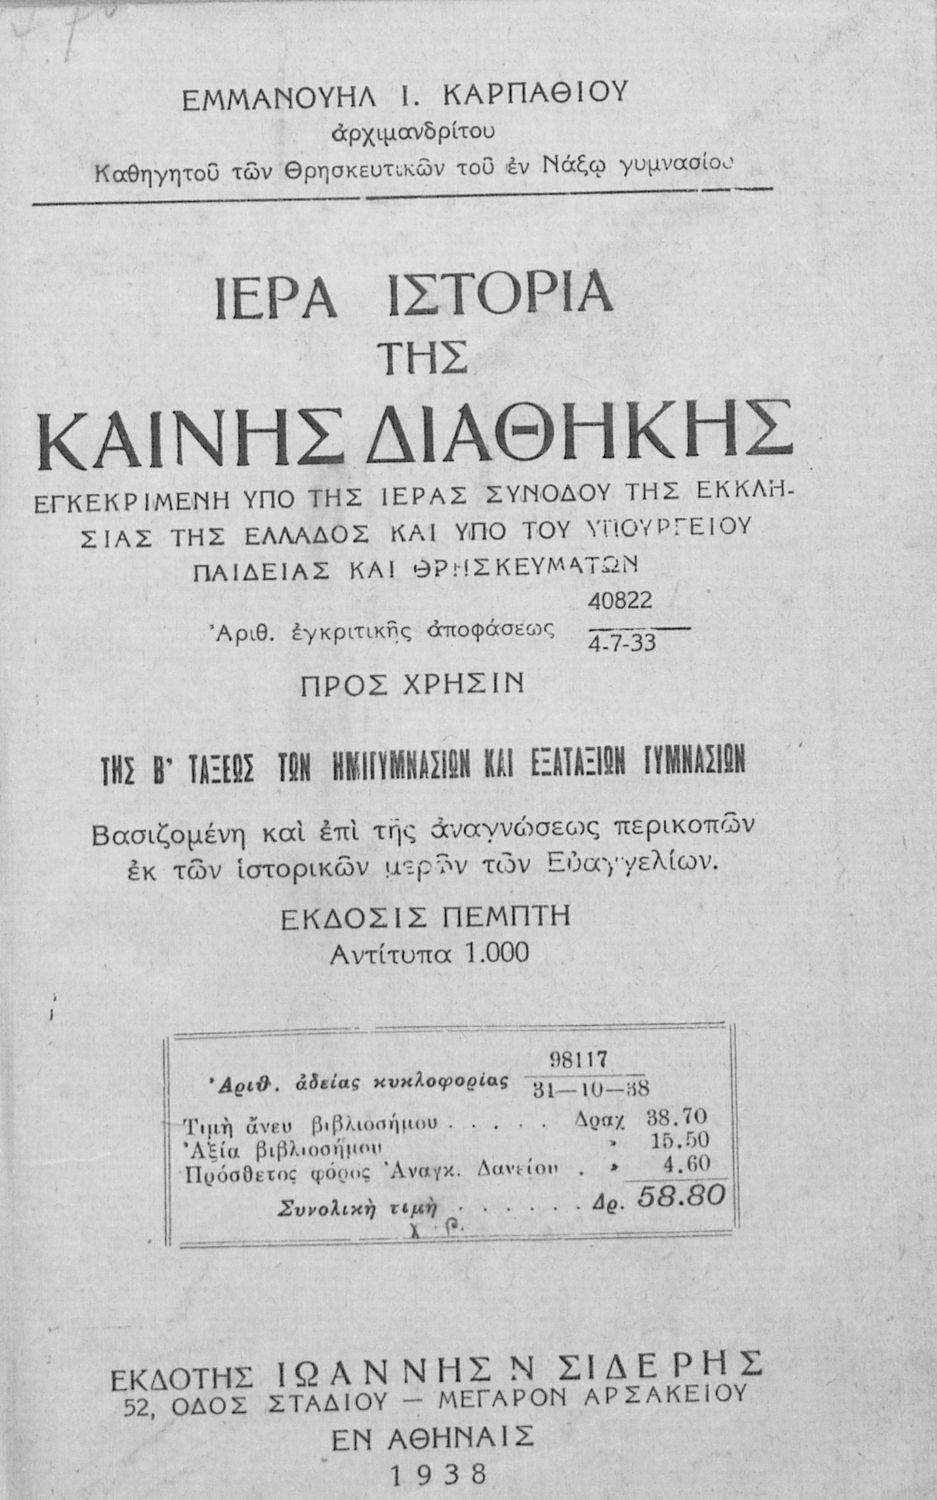 ΕΜΜΑΝΟΥΗΛ Ι. ΚΑΡΠΑΘΙΟΥ
ἀρχιμανδρίτου
Καθηγητοῦ τῶν Θρησκευτικῶν τοῦ ἐν Νάξῳ γυμνασίου
ΙΕΡΑ ΙΣΤΟΡΙΑ
ΤΗΣ
ΚΑΙΝΗΣ ΔΙΑΘΗΚΗΣ
ΕΓΚΕΚΡΙΜΕΝΗ ΥΠΟ ΤΗΣ ΙΕΡΑΣ ΣΥΝΟΔΟΥ ΤΗΣ ΕΚΚΛΗ-
ΣΙΑΣ ΤΗΣ ΕΛΛΑΔΟΣ ΚΑΙ ΥΠΟ ΤΟΥ ΥΠΟΥΡΓΕΙΟΥ
ΠΑΙΔΕΙΑΣ ΚΑΙ ΘΡΗΣΚΕΥΜΑΤΩΝ
40822
Ἀριθ. ἐγκριτικῆς ἀποφάσεως
4-7-33
ΠΡΟΣ ΧΡΗΣΙΝ
ΤΗΣ Β' ΤΑΞΕΩΣ ΤΩΝ ΗΜΙΓΥΜΝΑΣΙΩΝ ΚΑΙ ΕΞΑΤΑΞΙΩΝ ΓΥΜΝΑΣΙΩΝ
Βασιζομένη καὶ ἐπὶ τῆς ἀναγνώσεως περικοπῶν
ἐκ τῶν ἱστορικῶν μερῶν τῶν Εὐαγγελίων.
ΕΚΔΟΣΙΣ ΠΕΜΠΤΗ
Αντίτυπα 1.000
98117
Ἀριθ. ἀδείας κυκλοφορίας
31—10—38
Τιμὴ ἄνευ βιβλιοσήμου . . . . . Δραχ 38.70
Ἀξία βιβλιοσήμου » 15.50
Πρόσθετος φόρος Ἀναγκ. Δανείου . » 4.60
Συνολικὴ τιμὴ . . . . . . Δρ. 58.80
χ. β.
ΕΚΔΟΤΗΣ ΙΩΑΝΝΗΣ Ν ΣΙΔΕΡΗΣ
52, ΟΔΟΣ ΣΤΑΔΙΟΥ — ΜΕΓΑΡΟΝ ΑΡΣΑΚΕΙΟΥ
ΕΝ ΑΘΗΝΑΙΣ
1938